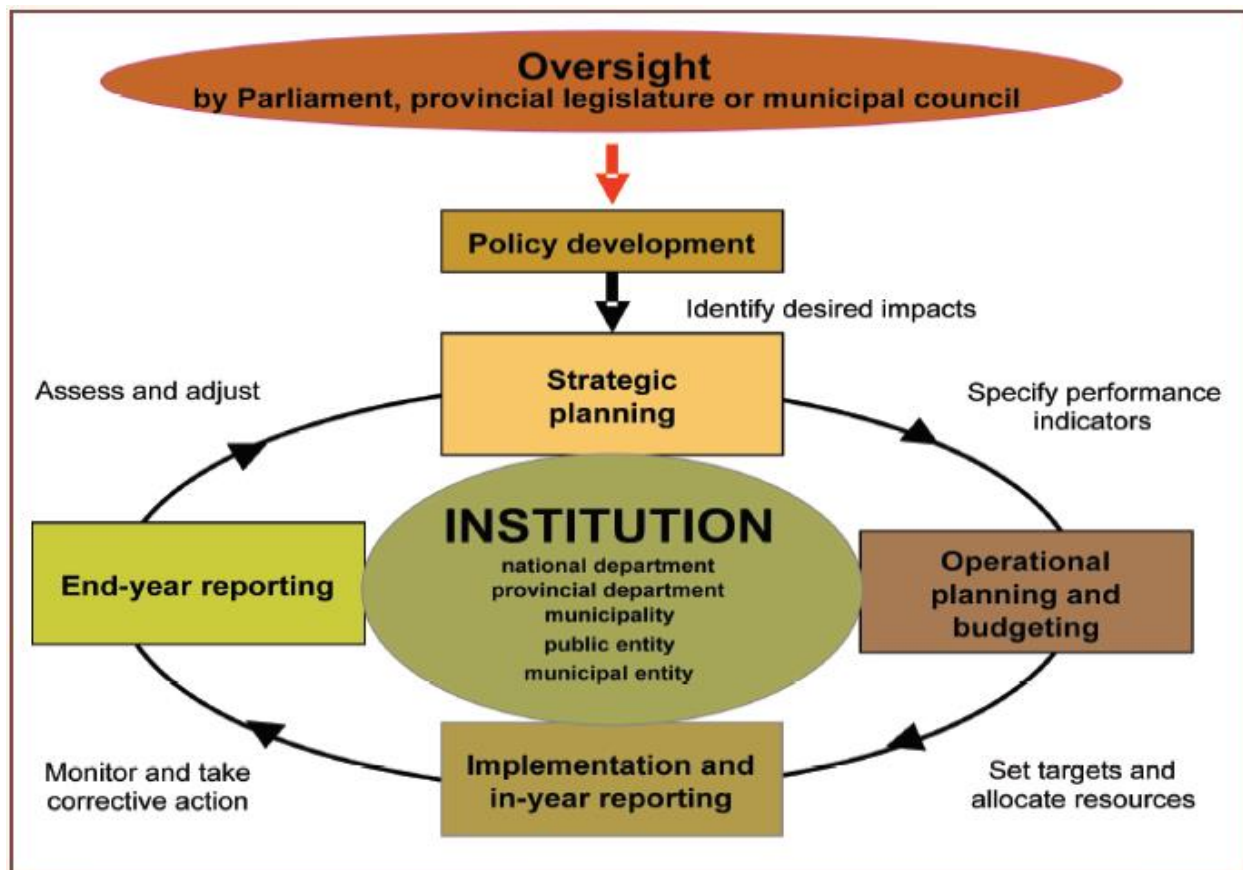 Oversight
by Parliament, provincial legislature or municipal council
Policy development
Identify desired impacts
Strategic
planning
Assess and adjust
Specify performance
indicators
INSTITUTION
national department
provincial department
municipality
public entity
municipal entity
End-year reporting
Operational
planning and
budgeting
Implementation and
in-year reporting
Monitor and take
corrective action
Set targets and
allocate resources